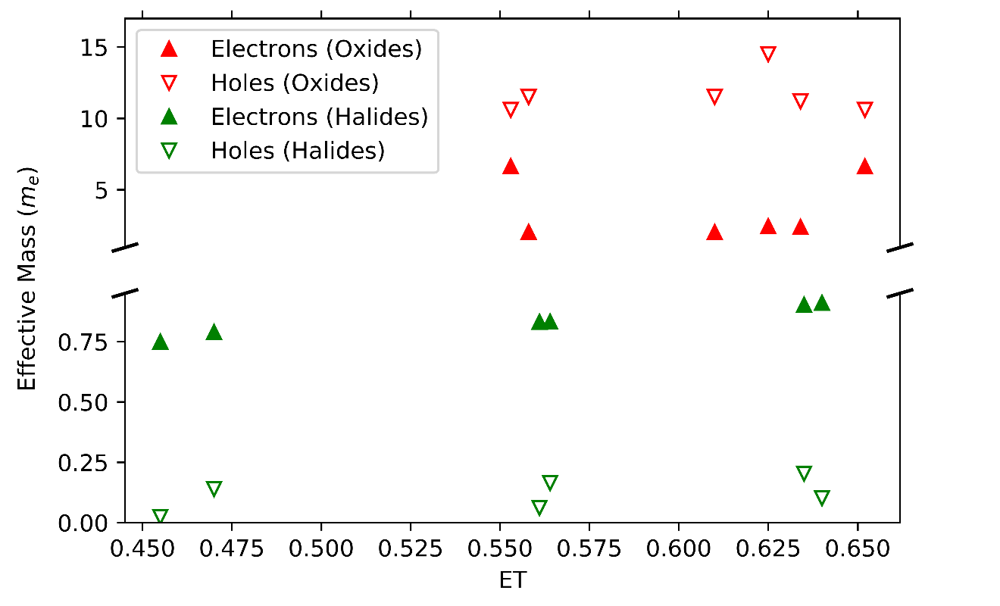 15
10
5
0.75
0.50
0.25
0.00
Effective Mass (mₑ)
Electrons (Oxides)
Holes (Oxides)
Electrons (Halides)
Holes (Halides)
0.450 0.475 0.500 0.525 0.550 0.575 0.600 0.625 0.650
ET